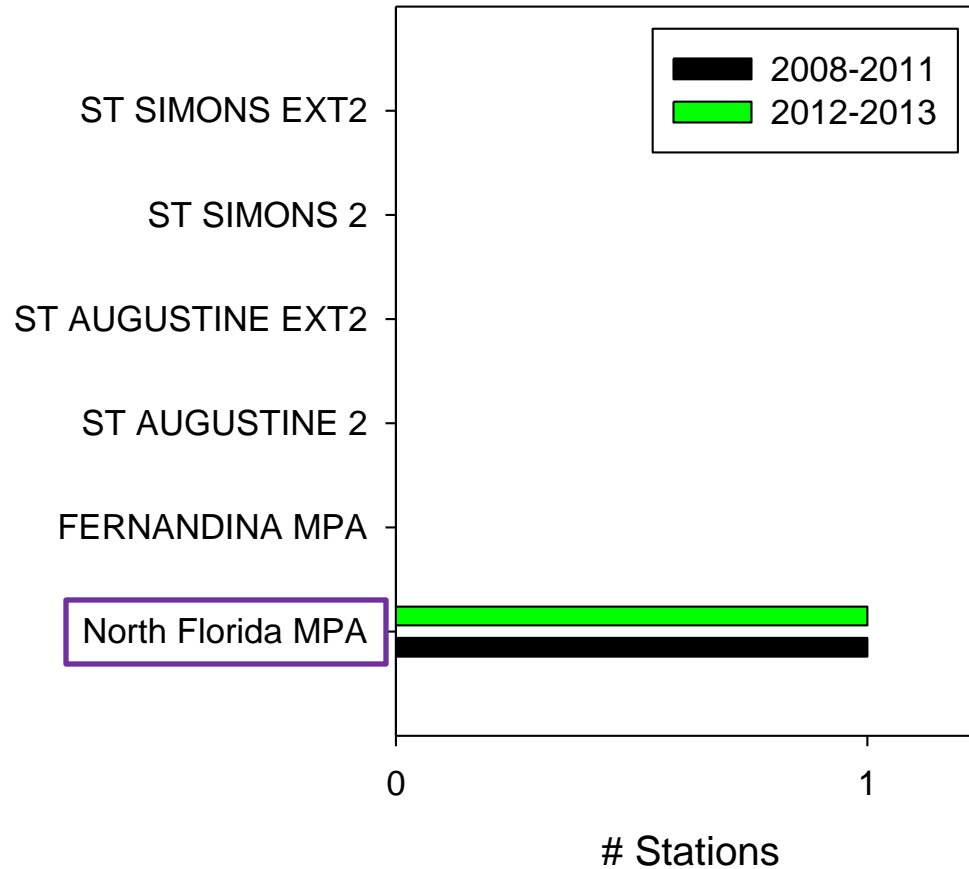 2008-2011
2012-2013
ST SIMONS EXT2
ST SIMONS 2
ST AUGUSTINE EXT2
ST AUGUSTINE 2
FERNANDINA MPA
North Florida MPA
0
1
# Stations